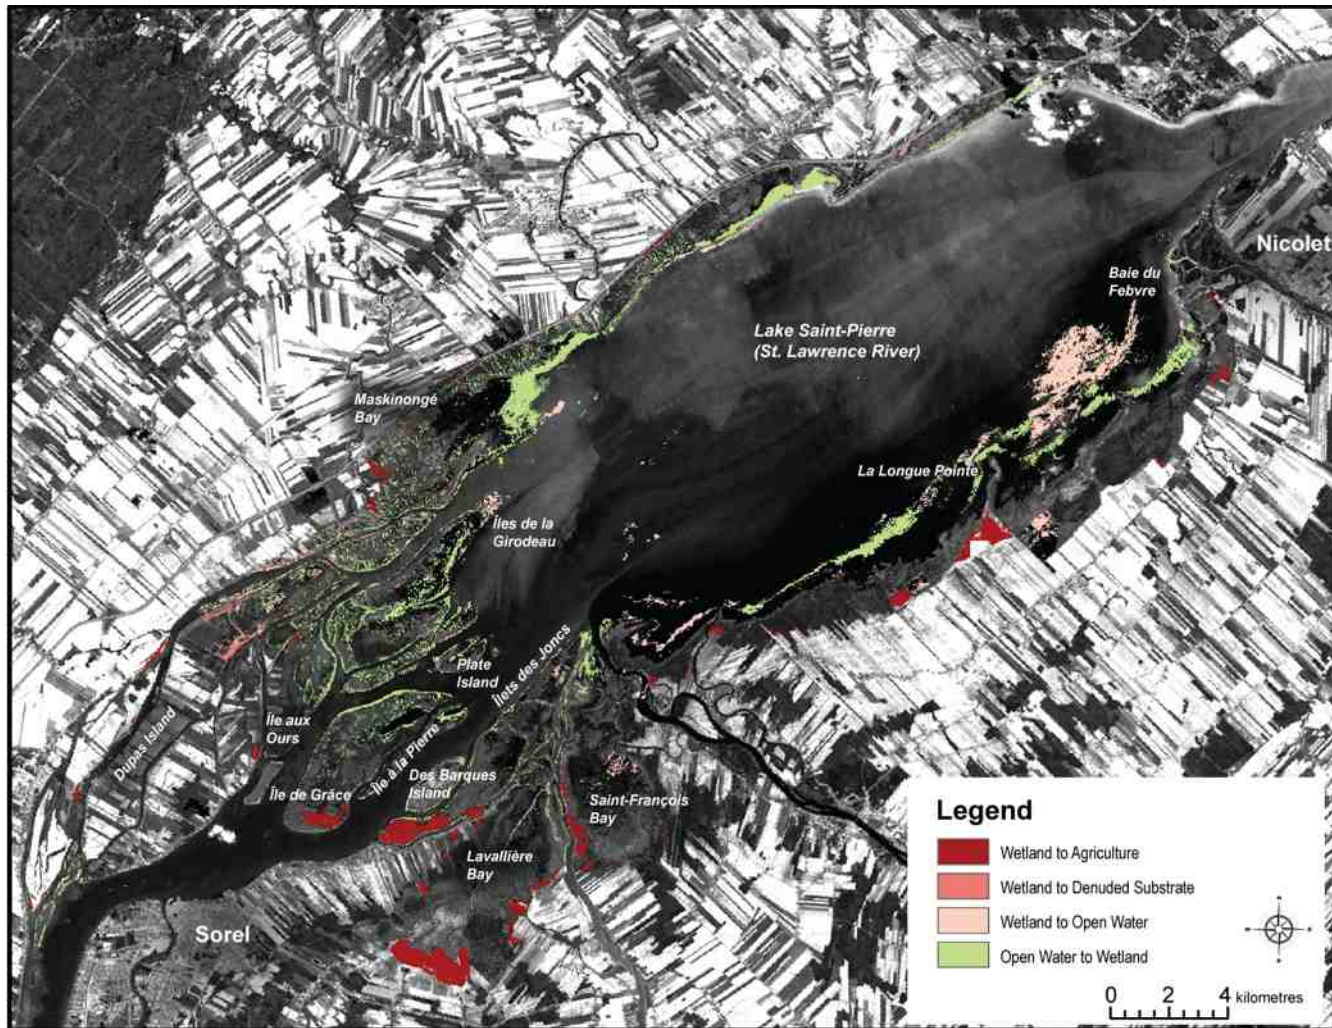 Nicolet
Baie du
Febvre
Lake Saint-Pierre
(St. Lawrence River)
Maskinongé
Bay
La Longue Pointe
Îles de la
Girodeau
Îlets des Joncs
Plate
Island
Dupas Island
Île aux
Ours
Île à la Pierre
Des Barques
Island
Île de Grâce
Saint-François
Bay
Lavallière
Bay
Sorel
Legend
Wetland to Agriculture
Wetland to Denuded Substrate
Wetland to Open Water
Open Water to Wetland
0 2 4 kilometres